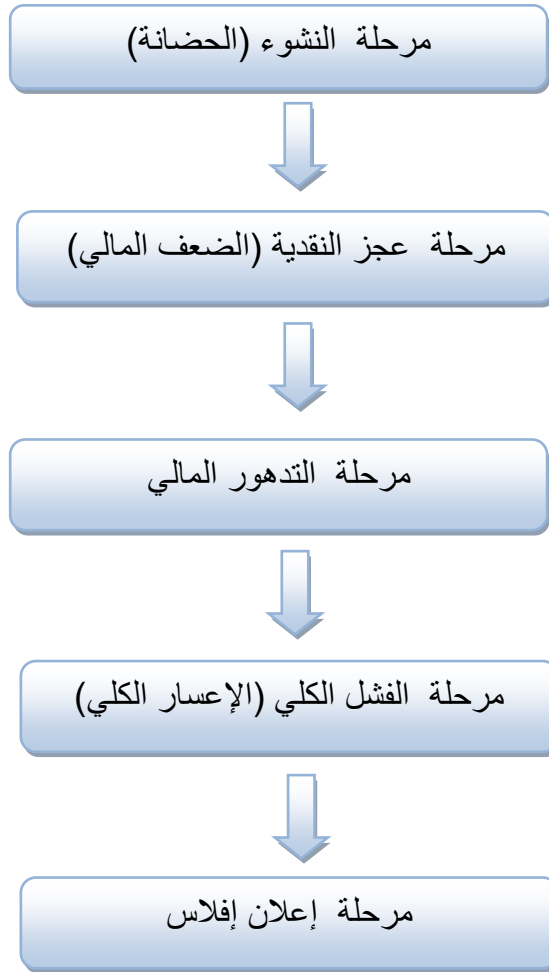 مرحلة النشوء (الحضانة)
مرحلة عجز النقدية (الضعف المالي)
مرحلة التدهور المالي
مرحلة الفشل الكلي (الإعسار الكلي)
مرحلة إعلان إفلاس